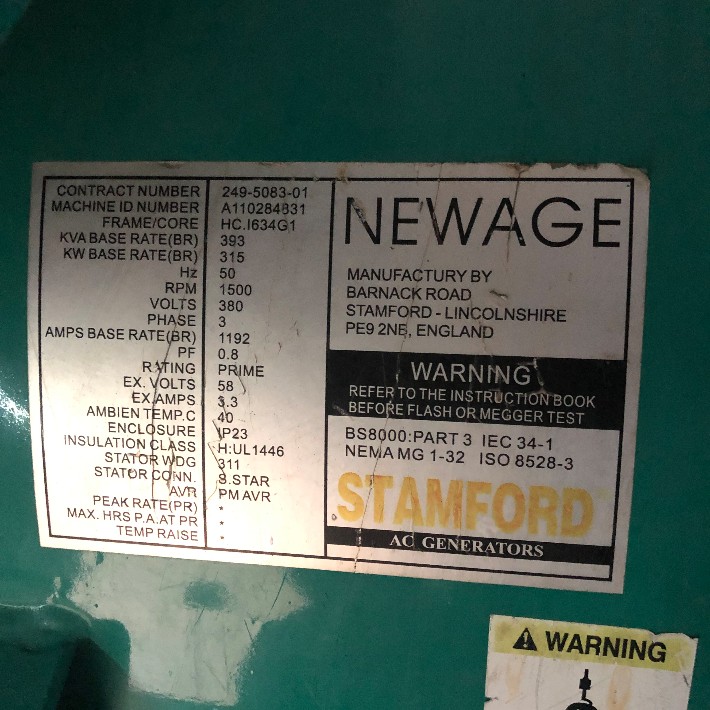 CONTRACT NUMBER 249-5083-01
MACHINE ID NUMBER A110284831
FRAME/CORE HC.I634G1
KVA BASE RATE(BR) 393
KW BASE RATE(BR) 315
Hz 50
RPM 1500
VOLTS 380
PHASE 3
AMPS BASE RATE(BR) 1192
PF 0.8
RATING PRIME
EX. VOLTS 58
EX.AMPS 3.3
AMBIEN TEMP.C 40
ENCLOSURE IP23
INSULATION CLASS H:UL1446
STATOR WDG 311
STATOR CONN. S.STAR
AVR PM AVR
PEAK RATE(PR) *
MAX. HRS P.A.AT PR *
TEMP RAISE *
NEWAGE
MANUFACTURY BY
BARNACK ROAD
STAMFORD - LINCOLNSHIRE
PE9 2NB, ENGLAND
WARNING
REFER TO THE INSTRUCTION BOOK
BEFORE FLASH OR MEGGER TEST
BS8000:PART 3 IEC 34-1
NEMA MG 1-32 ISO 8528-3
STAMFORD
AC GENERATORS
WARNING